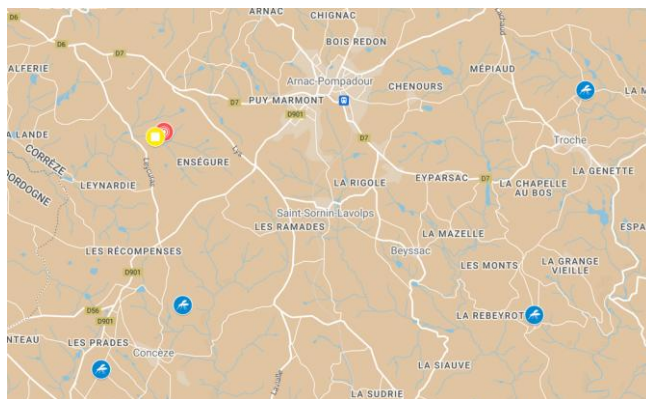 D6
ARNAC
CHIGNAC
D6
D7
BOIS REDON
ALFERIE
MÉPIAUD
Arnac-Pompadour
CHENOURS
LA M
D7
PUY MARMONT
D901
D7
A LANDE
Troche
CORRÈZE
Lys
ENSÉGURE
LA GENETTE
DORDOGNE
LEYNARDIE
LA RIGOLE
EYPARSAC
D7
LA CHAPELLE
AU BOS
Saint-Sornin-Lavolps
LES RAMADES
LA MAZELLE
ESPA
LES RÉCOMPENSES
Beyssac
LES MONTS
LA GRANGE
VIEILLE
D901
D56
D901
LA REBEYROT
NTEAU
LES PRADES
Concèze
LA SIAUVE
LA SUDRIE